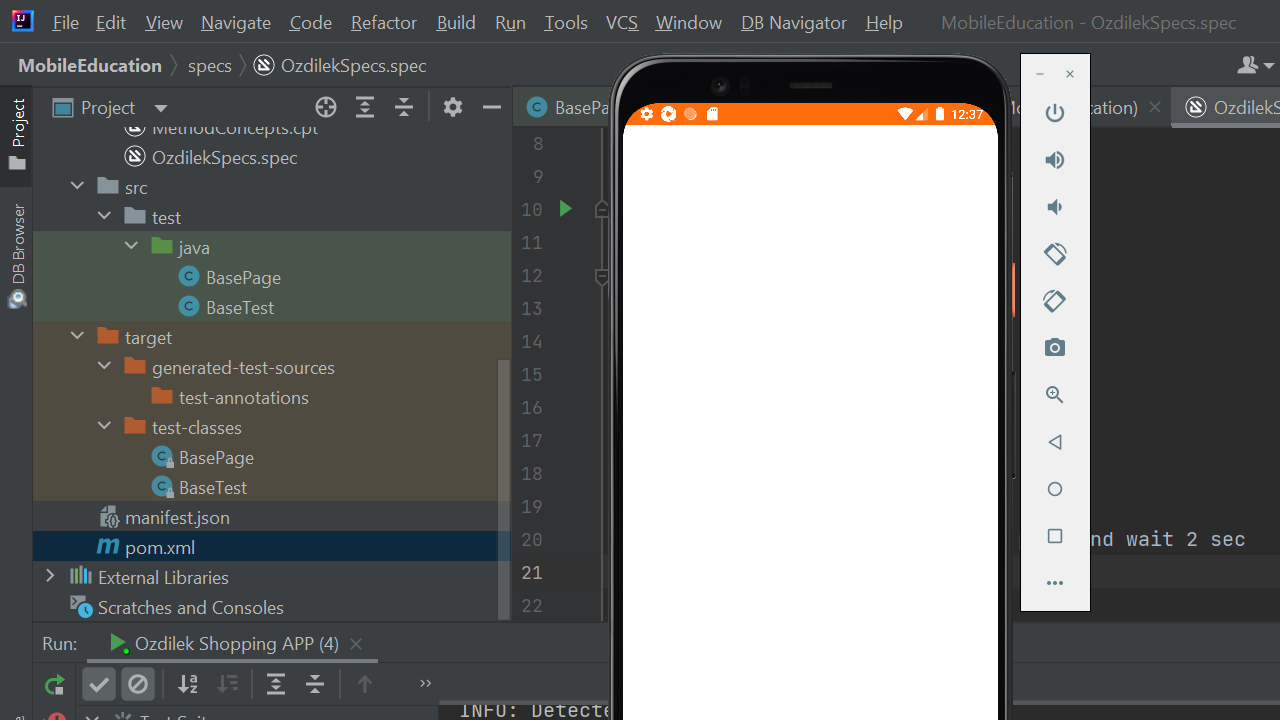 File Edit View Navigate Code Refactor Build Run Tools VCS Window DB Navigator Help MobileEducation - OzdilekSpecs.spec
MobileEducation specs OzdilekSpecs.spec
Project
Project
DB Browser
MethodConcepts.cpt
OzdilekSpecs.spec
src
test
java
BasePage
BaseTest
target
generated-test-sources
test-annotations
test-classes
BasePage
BaseTest
manifest.json
pom.xml
External Libraries
Scratches and Consoles
8
9
10
11
12
13
14
15
16
17
18
19
20
21
22
12:37
nd wait 2 sec
Run: Ozdilek Shopping APP (4)
INFO: